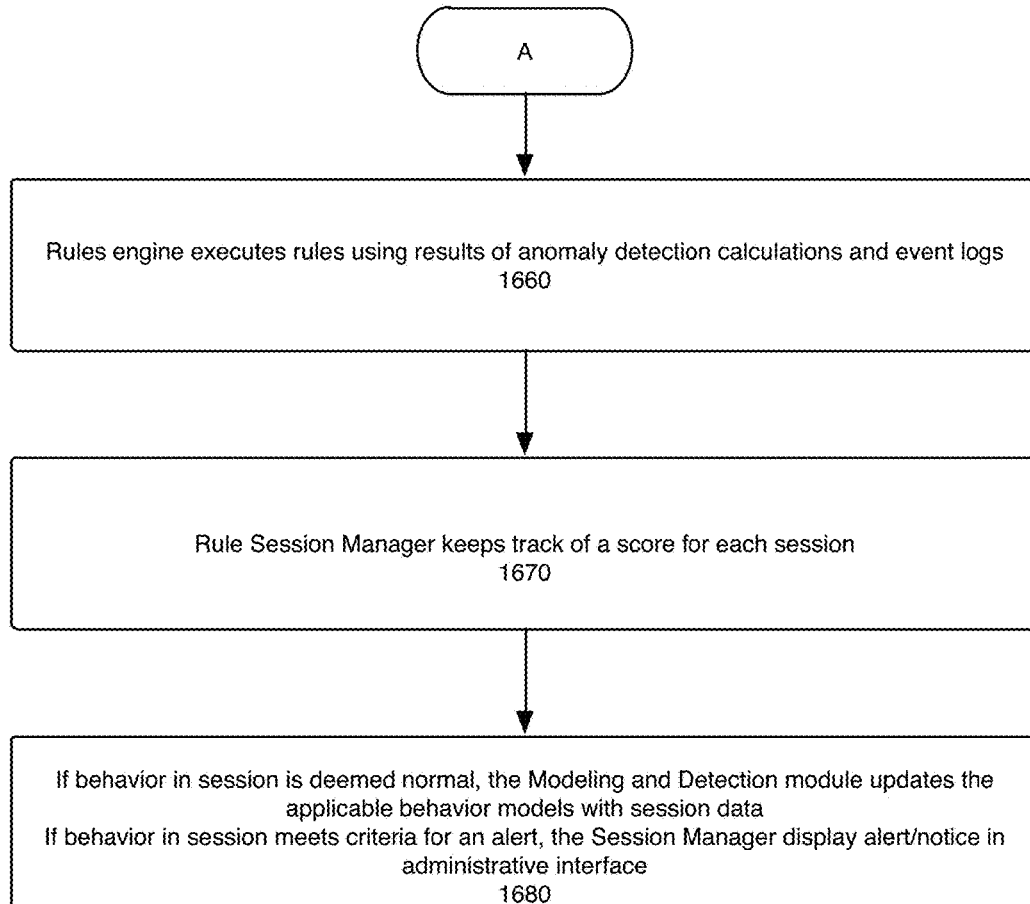 A
Rules engine executes rules using results of anomaly detection calculations and event logs
1660
Rule Session Manager keeps track of a score for each session
1670
If behavior in session is deemed normal, the Modeling and Detection module updates the
applicable behavior models with session data
If behavior in session meets criteria for an alert, the Session Manager display alert/notice in
administrative interface
1680